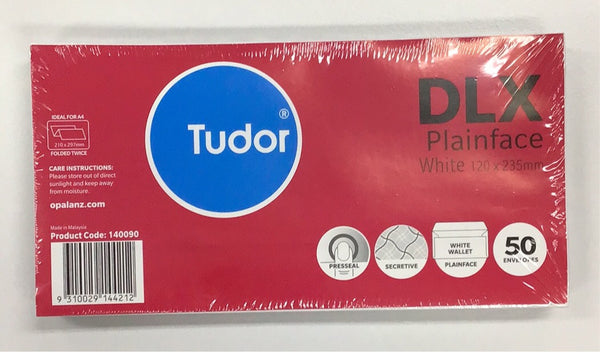 IDEAL FOR A4
210 x 297mm
FOLDED TWICE
CARE INSTRUCTIONS:
Please store out of direct
sunlight and keep away
from moisture.
opalanz.com
Made in Malaysia
Product Code: 140090
9 310029 144212
Tudor®
DLX
Plainface
White 120 x 235mm
PRESSEAL
SECRETIVE
WHITE
WALLET
PLAINFACE
50
ENVELOPES